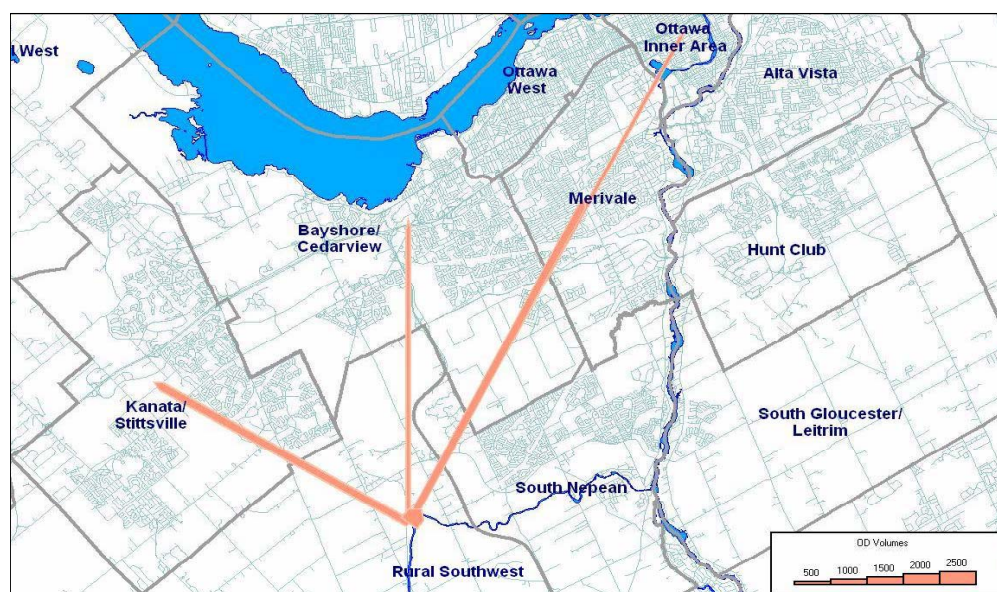 Ottawa
Inner Area
West
Ottawa
West
Alta Vista
Merivale
Bayshore/
Cedarview
Hunt Club
Kanata/
Stittsville
South Gloucester/
Leitrim
South Nepean
Rural Southwest
OD Volumes
500 1000 1500 2000 2500